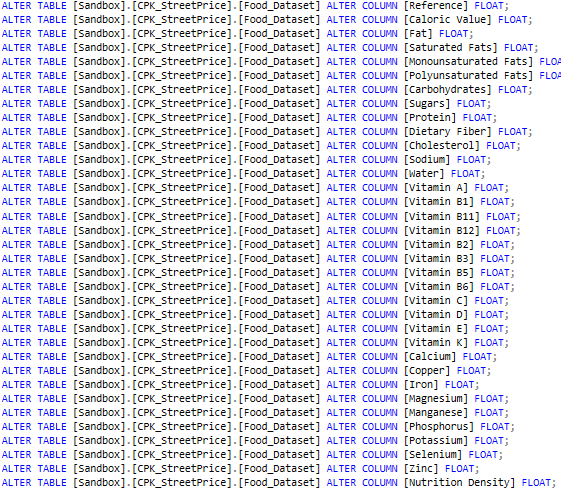 ALTER TABLE [Sandbox].[CPK_StreetPrice].[Food_Dataset] ALTER COLUMN [Reference] FLOAT;
ALTER TABLE [Sandbox].[CPK_StreetPrice].[Food_Dataset] ALTER COLUMN [Caloric Value] FLOAT;
ALTER TABLE [Sandbox].[CPK_StreetPrice].[Food_Dataset] ALTER COLUMN [Fat] FLOAT;
ALTER TABLE [Sandbox].[CPK_StreetPrice].[Food_Dataset] ALTER COLUMN [Saturated Fats] FLOAT;
ALTER TABLE [Sandbox].[CPK_StreetPrice].[Food_Dataset] ALTER COLUMN [Monounsaturated Fats] FLOA
ALTER TABLE [Sandbox].[CPK_StreetPrice].[Food_Dataset] ALTER COLUMN [Polyunsaturated Fats] FLOA
ALTER TABLE [Sandbox].[CPK_StreetPrice].[Food_Dataset] ALTER COLUMN [Carbohydrates] FLOAT;
ALTER TABLE [Sandbox].[CPK_StreetPrice].[Food_Dataset] ALTER COLUMN [Sugars] FLOAT;
ALTER TABLE [Sandbox].[CPK_StreetPrice].[Food_Dataset] ALTER COLUMN [Protein] FLOAT;
ALTER TABLE [Sandbox].[CPK_StreetPrice].[Food_Dataset] ALTER COLUMN [Dietary Fiber] FLOAT;
ALTER TABLE [Sandbox].[CPK_StreetPrice].[Food_Dataset] ALTER COLUMN [Cholesterol] FLOAT;
ALTER TABLE [Sandbox].[CPK_StreetPrice].[Food_Dataset] ALTER COLUMN [Sodium] FLOAT;
ALTER TABLE [Sandbox].[CPK_StreetPrice].[Food_Dataset] ALTER COLUMN [Water] FLOAT;
ALTER TABLE [Sandbox].[CPK_StreetPrice].[Food_Dataset] ALTER COLUMN [Vitamin A] FLOAT;
ALTER TABLE [Sandbox].[CPK_StreetPrice].[Food_Dataset] ALTER COLUMN [Vitamin B1] FLOAT;
ALTER TABLE [Sandbox].[CPK_StreetPrice].[Food_Dataset] ALTER COLUMN [Vitamin B11] FLOAT;
ALTER TABLE [Sandbox].[CPK_StreetPrice].[Food_Dataset] ALTER COLUMN [Vitamin B12] FLOAT;
ALTER TABLE [Sandbox].[CPK_StreetPrice].[Food_Dataset] ALTER COLUMN [Vitamin B2] FLOAT;
ALTER TABLE [Sandbox].[CPK_StreetPrice].[Food_Dataset] ALTER COLUMN [Vitamin B3] FLOAT;
ALTER TABLE [Sandbox].[CPK_StreetPrice].[Food_Dataset] ALTER COLUMN [Vitamin B5] FLOAT;
ALTER TABLE [Sandbox].[CPK_StreetPrice].[Food_Dataset] ALTER COLUMN [Vitamin B6] FLOAT;
ALTER TABLE [Sandbox].[CPK_StreetPrice].[Food_Dataset] ALTER COLUMN [Vitamin C] FLOAT;
ALTER TABLE [Sandbox].[CPK_StreetPrice].[Food_Dataset] ALTER COLUMN [Vitamin D] FLOAT;
ALTER TABLE [Sandbox].[CPK_StreetPrice].[Food_Dataset] ALTER COLUMN [Vitamin E] FLOAT;
ALTER TABLE [Sandbox].[CPK_StreetPrice].[Food_Dataset] ALTER COLUMN [Vitamin K] FLOAT;
ALTER TABLE [Sandbox].[CPK_StreetPrice].[Food_Dataset] ALTER COLUMN [Calcium] FLOAT;
ALTER TABLE [Sandbox].[CPK_StreetPrice].[Food_Dataset] ALTER COLUMN [Copper] FLOAT;
ALTER TABLE [Sandbox].[CPK_StreetPrice].[Food_Dataset] ALTER COLUMN [Iron] FLOAT;
ALTER TABLE [Sandbox].[CPK_StreetPrice].[Food_Dataset] ALTER COLUMN [Magnesium] FLOAT;
ALTER TABLE [Sandbox].[CPK_StreetPrice].[Food_Dataset] ALTER COLUMN [Manganese] FLOAT;
ALTER TABLE [Sandbox].[CPK_StreetPrice].[Food_Dataset] ALTER COLUMN [Phosphorus] FLOAT;
ALTER TABLE [Sandbox].[CPK_StreetPrice].[Food_Dataset] ALTER COLUMN [Potassium] FLOAT;
ALTER TABLE [Sandbox].[CPK_StreetPrice].[Food_Dataset] ALTER COLUMN [Selenium] FLOAT;
ALTER TABLE [Sandbox].[CPK_StreetPrice].[Food_Dataset] ALTER COLUMN [Zinc] FLOAT;
ALTER TABLE [Sandbox].[CPK_StreetPrice].[Food_Dataset] ALTER COLUMN [Nutrition Density] FLOAT;